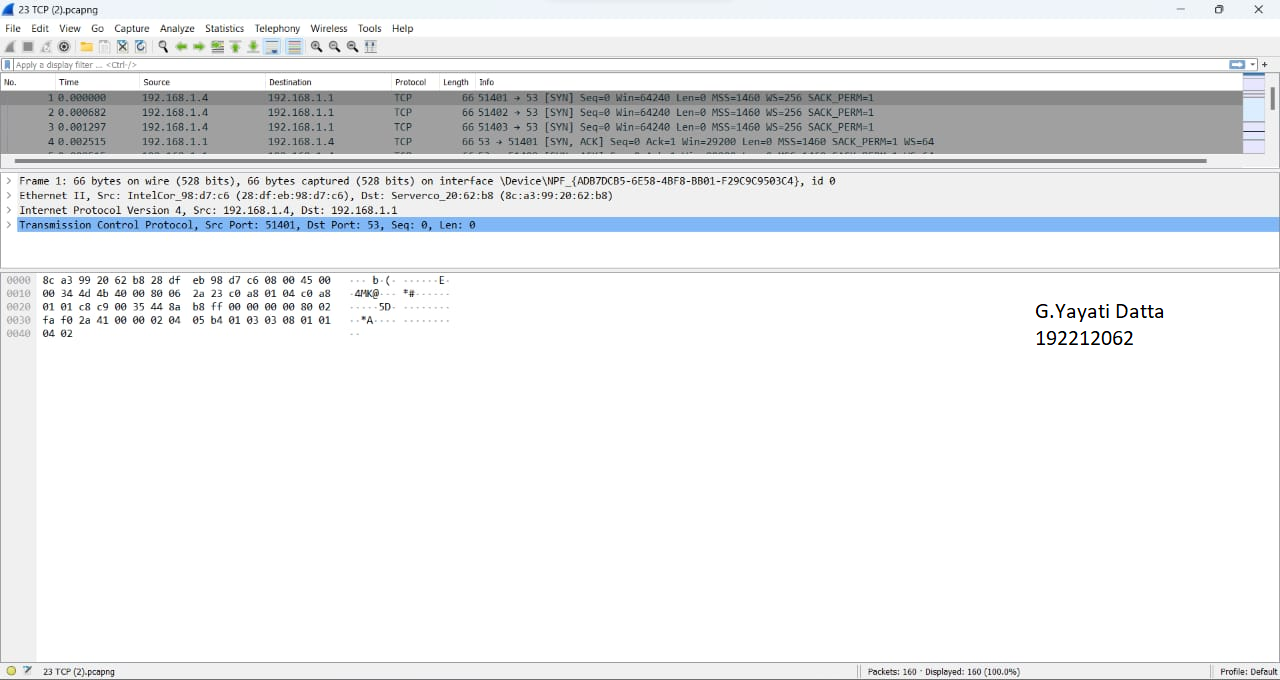 23 TCP (2).pcapng
File Edit View Go Capture Analyze Statistics Telephony Wireless Tools Help
Apply a display filter ... <Ctrl-/>
No. Time Source Destination Protocol Length Info
1 0.000000 192.168.1.4 192.168.1.1 TCP 66 51401 → 53 [SYN] Seq=0 Win=64240 Len=0 MSS=1460 WS=256 SACK_PERM=1
2 0.000682 192.168.1.4 192.168.1.1 TCP 66 51402 → 53 [SYN] Seq=0 Win=64240 Len=0 MSS=1460 WS=256 SACK_PERM=1
3 0.001297 192.168.1.4 192.168.1.1 TCP 66 51403 → 53 [SYN] Seq=0 Win=64240 Len=0 MSS=1460 WS=256 SACK_PERM=1
4 0.002515 192.168.1.1 192.168.1.4 TCP 66 53 → 51401 [SYN, ACK] Seq=0 Ack=1 Win=29200 Len=0 MSS=1460 SACK_PERM=1 WS=64
> Frame 1: 66 bytes on wire (528 bits), 66 bytes captured (528 bits) on interface \Device\NPF_{ADB7DCB5-6E58-4BF8-BB01-F29C9C9503C4}, id 0
> Ethernet II, Src: IntelCor_98:d7:c6 (28:df:eb:98:d7:c6), Dst: Serverco_20:62:b8 (8c:a3:99:20:62:b8)
> Internet Protocol Version 4, Src: 192.168.1.4, Dst: 192.168.1.1
> Transmission Control Protocol, Src Port: 51401, Dst Port: 53, Seq: 0, Len: 0
0000 8c a3 99 20 62 b8 28 df eb 98 d7 c6 08 00 45 00 ··· b·(· ······E·
0010 00 34 4d 4b 40 00 80 06 2a 23 c0 a8 01 04 c0 a8 ·4MK@··· *#······
0020 01 01 c8 c9 00 35 44 8a b8 ff 00 00 00 00 80 02 ·····5D· ········
0030 fa f0 2a 41 00 00 02 04 05 b4 01 03 03 08 01 01 ··*A···· ········
0040 04 02 ··
G.Yayati Datta
192212062
23 TCP (2).pcapng Packets: 160 · Displayed: 160 (100.0%) Profile: Default